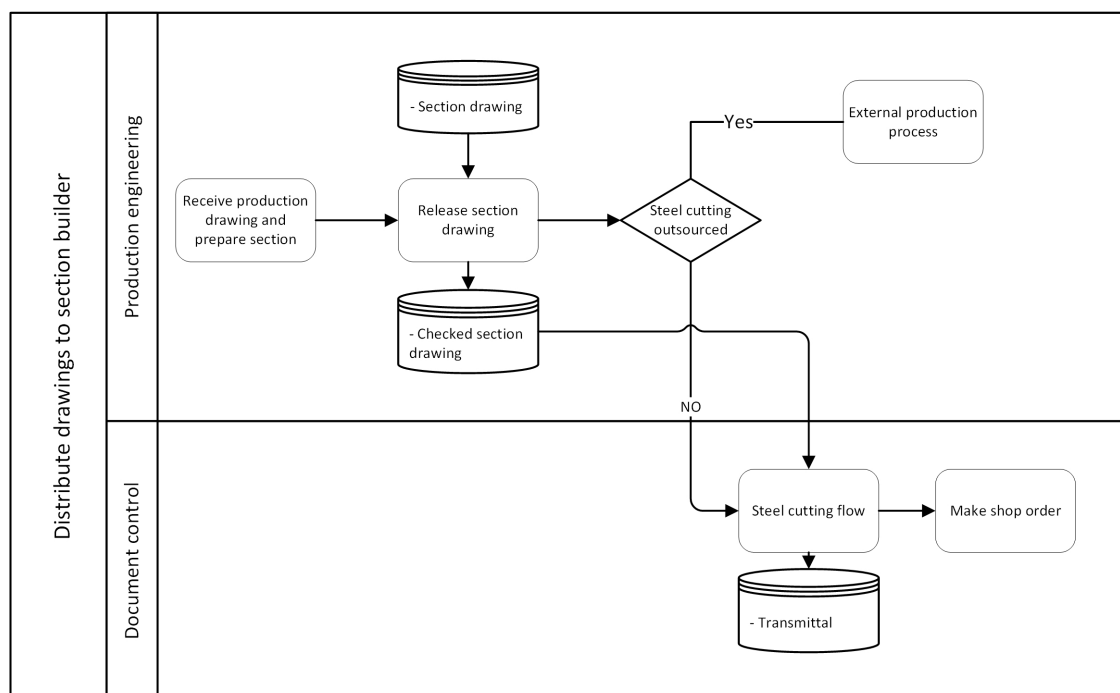 Distribute drawings to section builder
Production engineering
- Section drawing
Yes
External production
process
Receive production
drawing and
prepare section
Release section
drawing
Steel cutting
outsourced
- Checked section
drawing
NO
Document control
Steel cutting flow
Make shop order
- Transmittal